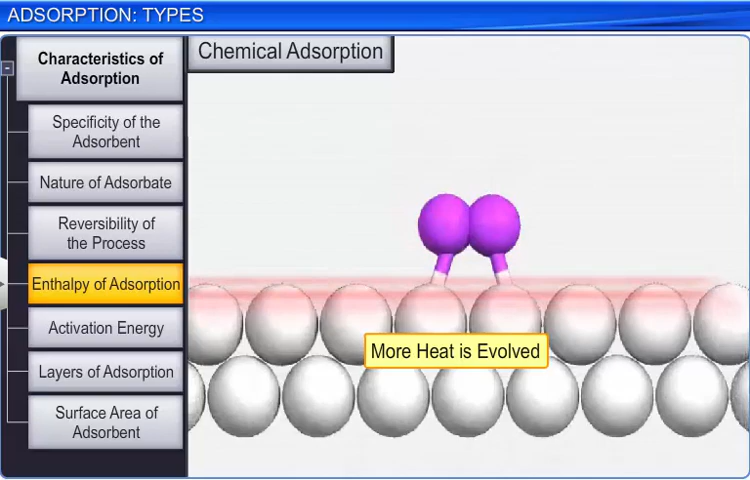 ADSORPTION: TYPES
Characteristics of
Adsorption
Specificity of the
Adsorbent
Nature of Adsorbate
Reversibility of
the Process
Enthalpy of Adsorption
Activation Energy
Layers of Adsorption
Surface Area of
Adsorbent
Chemical Adsorption
More Heat is Evolved